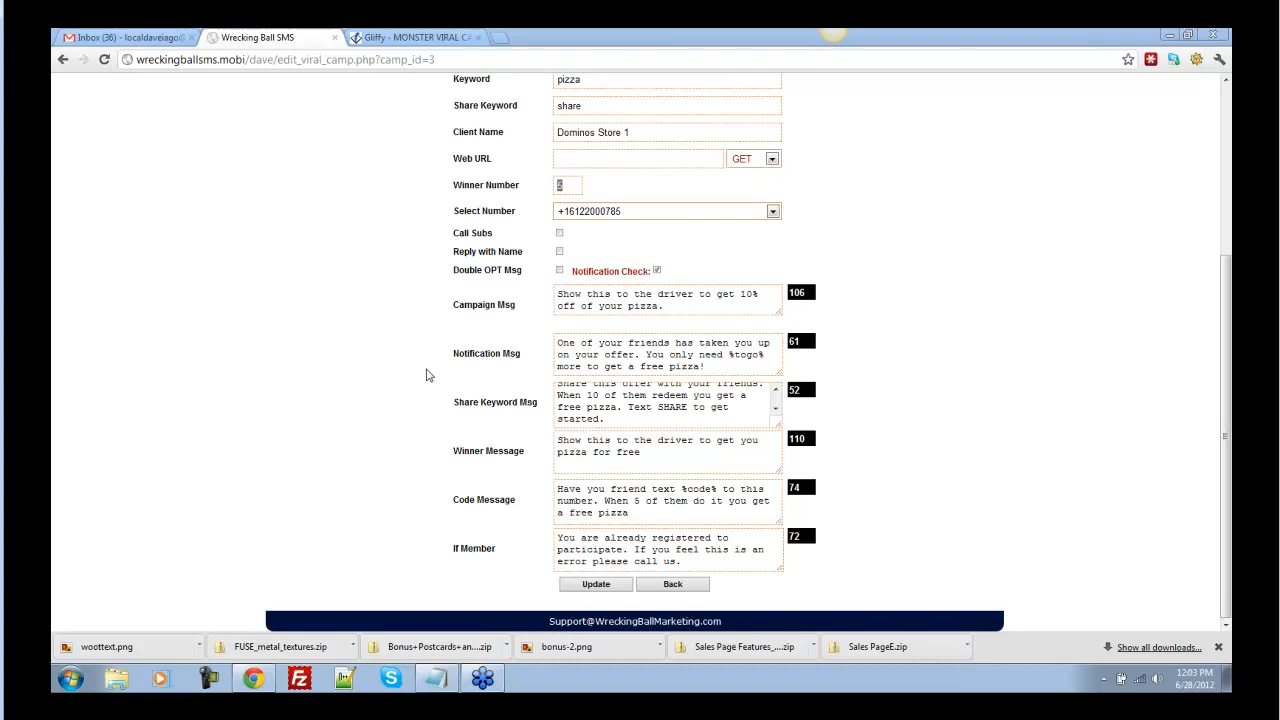 Inbox (36) - localdaveiago@
Wrecking Ball SMS
Gliffy - MONSTER VIRAL CA
wreckingballsms.mobi/dave/edit_viral_camp.php?camp_id=3
Keyword pizza
Share Keyword share
Client Name Dominos Store 1
Web URL GET
Winner Number
Select Number +16122000785
Call Subs
Reply with Name
Double OPT Msg Notification Check:
Campaign Msg
Show this to the driver to get 10%
off of your pizza.
106
Notification Msg
One of your friends has taken you up
on your offer. You only need %togo%
more to get a free pizza!
61
Share Keyword Msg
Share this offer with your friends.
When 10 of them redeem you get a
free pizza. Text SHARE to get
started.
52
Winner Message
Show this to the driver to get you
pizza for free
110
Code Message
Have you friend text %code% to this
number. When 5 of them do it you get
a free pizza
74
If Member
You are already registered to
participate. If you feel this is an
error please call us.
72
Update Back
Support@WreckingBallMarketing.com
woottext.png
FUSE_metal_textures.zip
Bonus+Postcards+an....zip
bonus-2.png
Sales Page Features_....zip
Sales PageE.zip
Show all downloads...
12:03 PM
6/28/2012